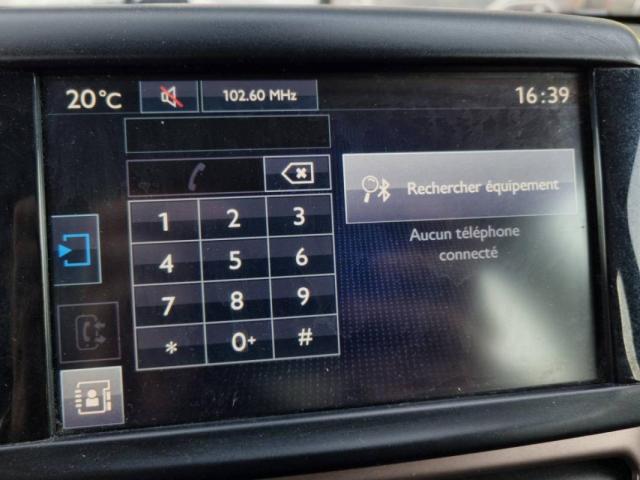 20°C 102.60 MHz 16:39
Rechercher équipement
Aucun téléphone
connecté
1 2 3
4 5 6
7 8 9
* 0+ #